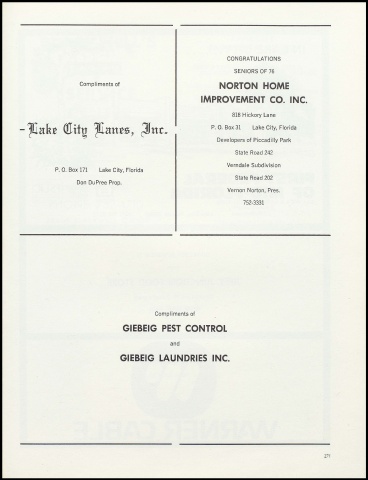 Compliments of
Lake City Lanes, Inc.
P. O. Box 171 Lake City, Florida
Don DuPree Prop.
CONGRATULATIONS
SENIORS OF 76
NORTON HOME
IMPROVEMENT CO. INC.
818 Hickory Lane
P. O. Box 31 Lake City, Florida
Developers of Piccadilly Park
State Road 242
Verndale Subdivision
State Road 202
Vernon Norton, Pres.
752-3331
Compliments of
GIEBEIG PEST CONTROL
and
GIEBEIG LAUNDRIES INC.